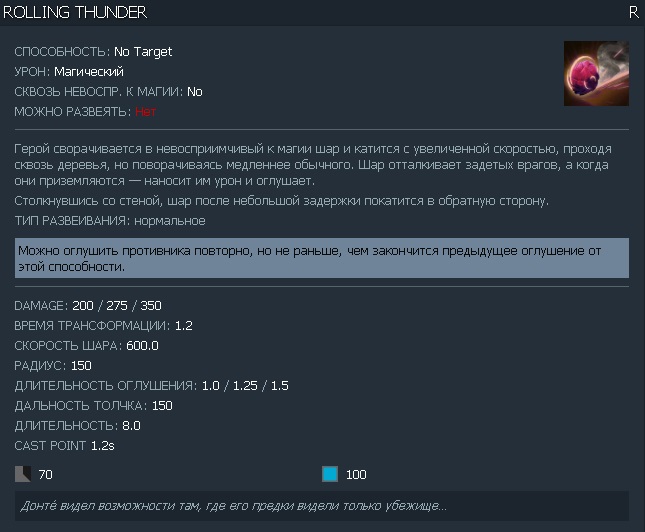 ROLLING THUNDER R
СПОСОБНОСТЬ: No Target
УРОН: Магический
СКВОЗЬ НЕВОСПР. К МАГИИ: No
МОЖНО РАЗВЕЯТЬ: Нет
Герой сворачивается в невосприимчивый к магии шар и катится с увеличенной скоростью, проходя
сквозь деревья, но поворачиваясь медленнее обычного. Шар отталкивает задетых врагов, а когда
они приземляются — наносит им урон и оглушает.
Столкнувшись со стеной, шар после небольшой задержки покатится в обратную сторону.
ТИП РАЗВЕИВАНИЯ: нормальное
Можно оглушить противника повторно, но не раньше, чем закончится предыдущее оглушение от
этой способности.
DAMAGE: 200 / 275 / 350
ВРЕМЯ ТРАНСФОРМАЦИИ: 1.2
СКОРОСТЬ ШАРА: 600.0
РАДИУС: 150
ДЛИТЕЛЬНОСТЬ ОГЛУШЕНИЯ: 1.0 / 1.25 / 1.5
ДАЛЬНОСТЬ ТОЛЧКА: 150
ДЛИТЕЛЬНОСТЬ: 8.0
CAST POINT 1.2s
70 100
Донтé видел возможности там, где его предки видели только убежище...